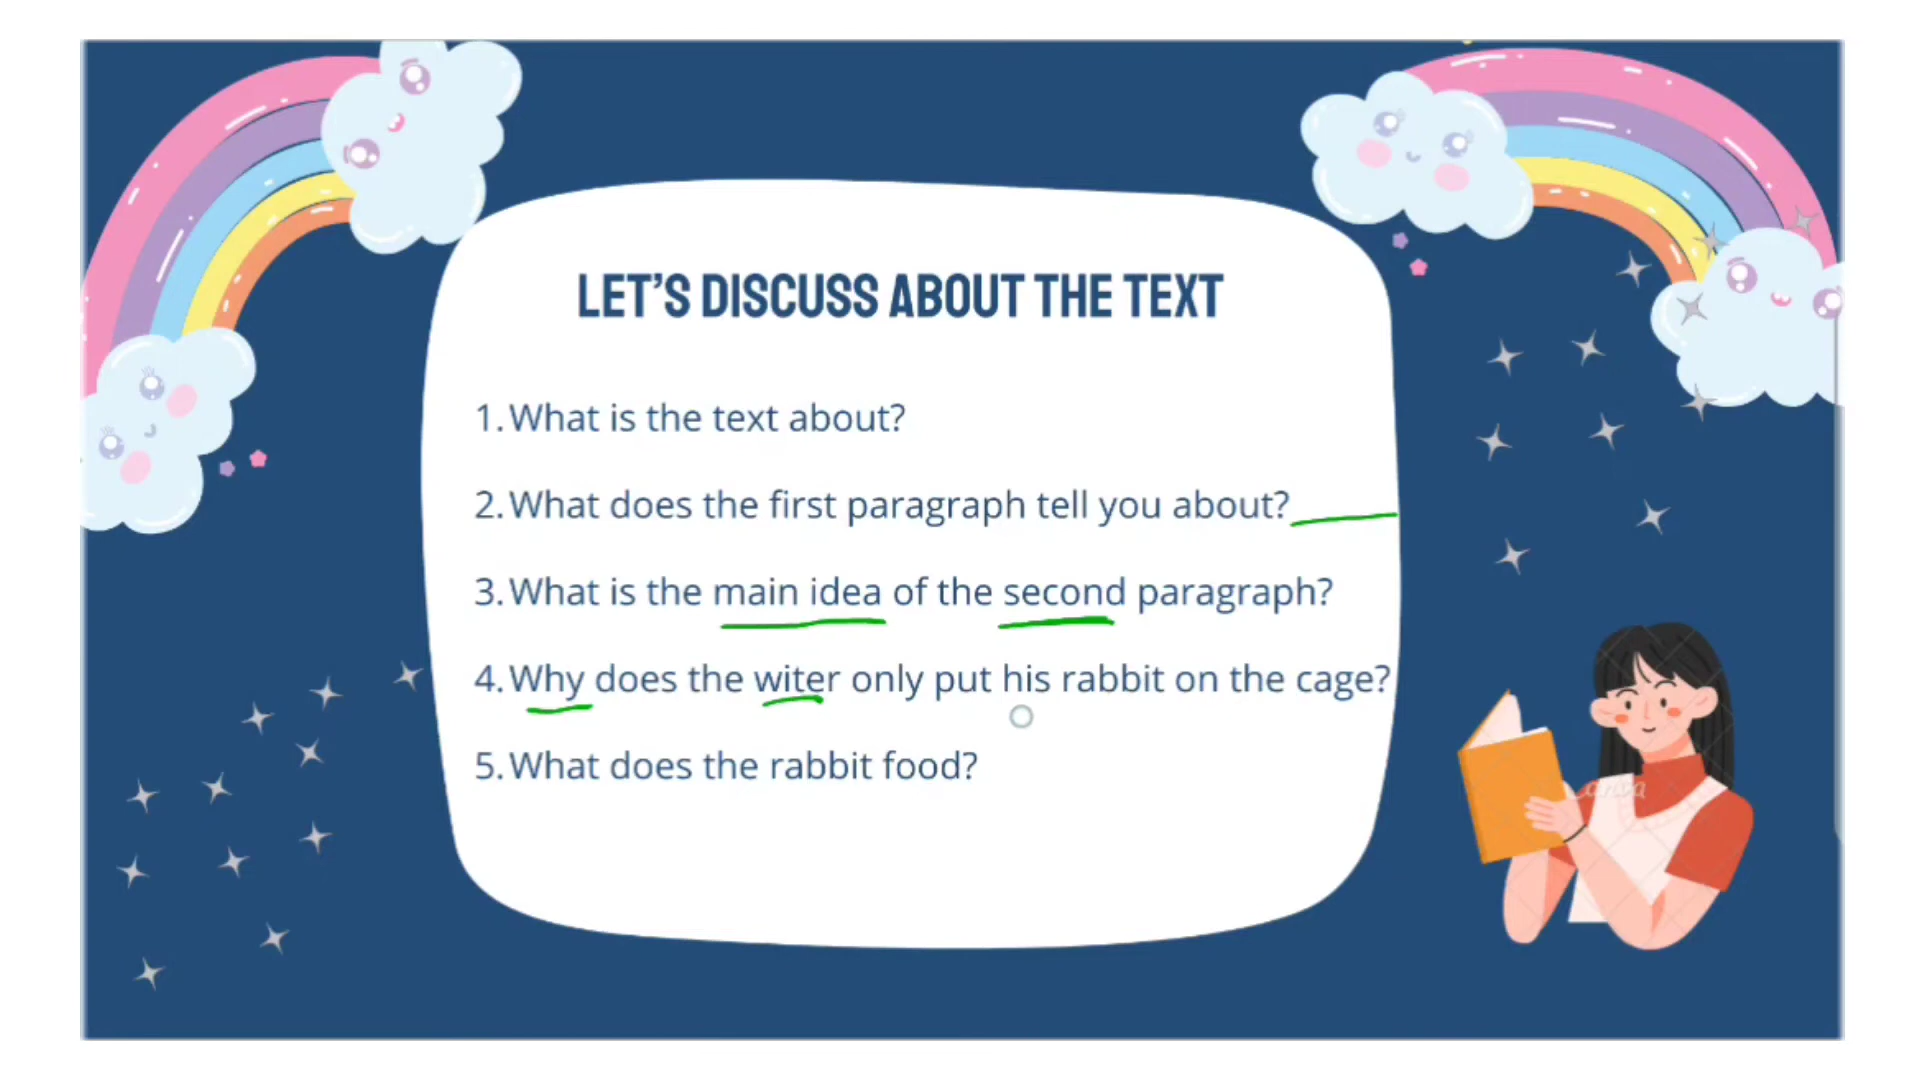 LET'S DISCUSS ABOUT THE TEXT
1. What is the text about?
2. What does the first paragraph tell you about?
3. What is the main idea of the second paragraph?
4. Why does the witer only put his rabbit on the cage?
5. What does the rabbit food?
Canva